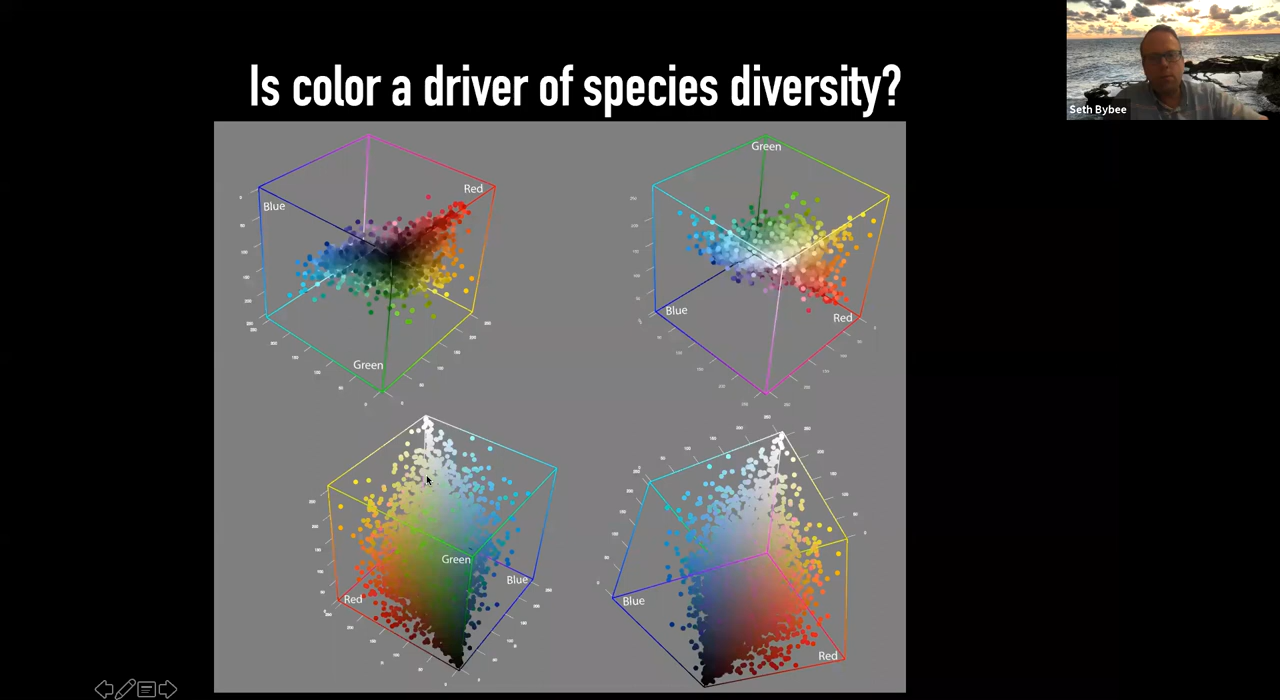 Is color a driver of species diversity?
Seth Bybee
Red
Blue
Green
Green
Blue
Red
Green
Blue
Red
Blue
Red